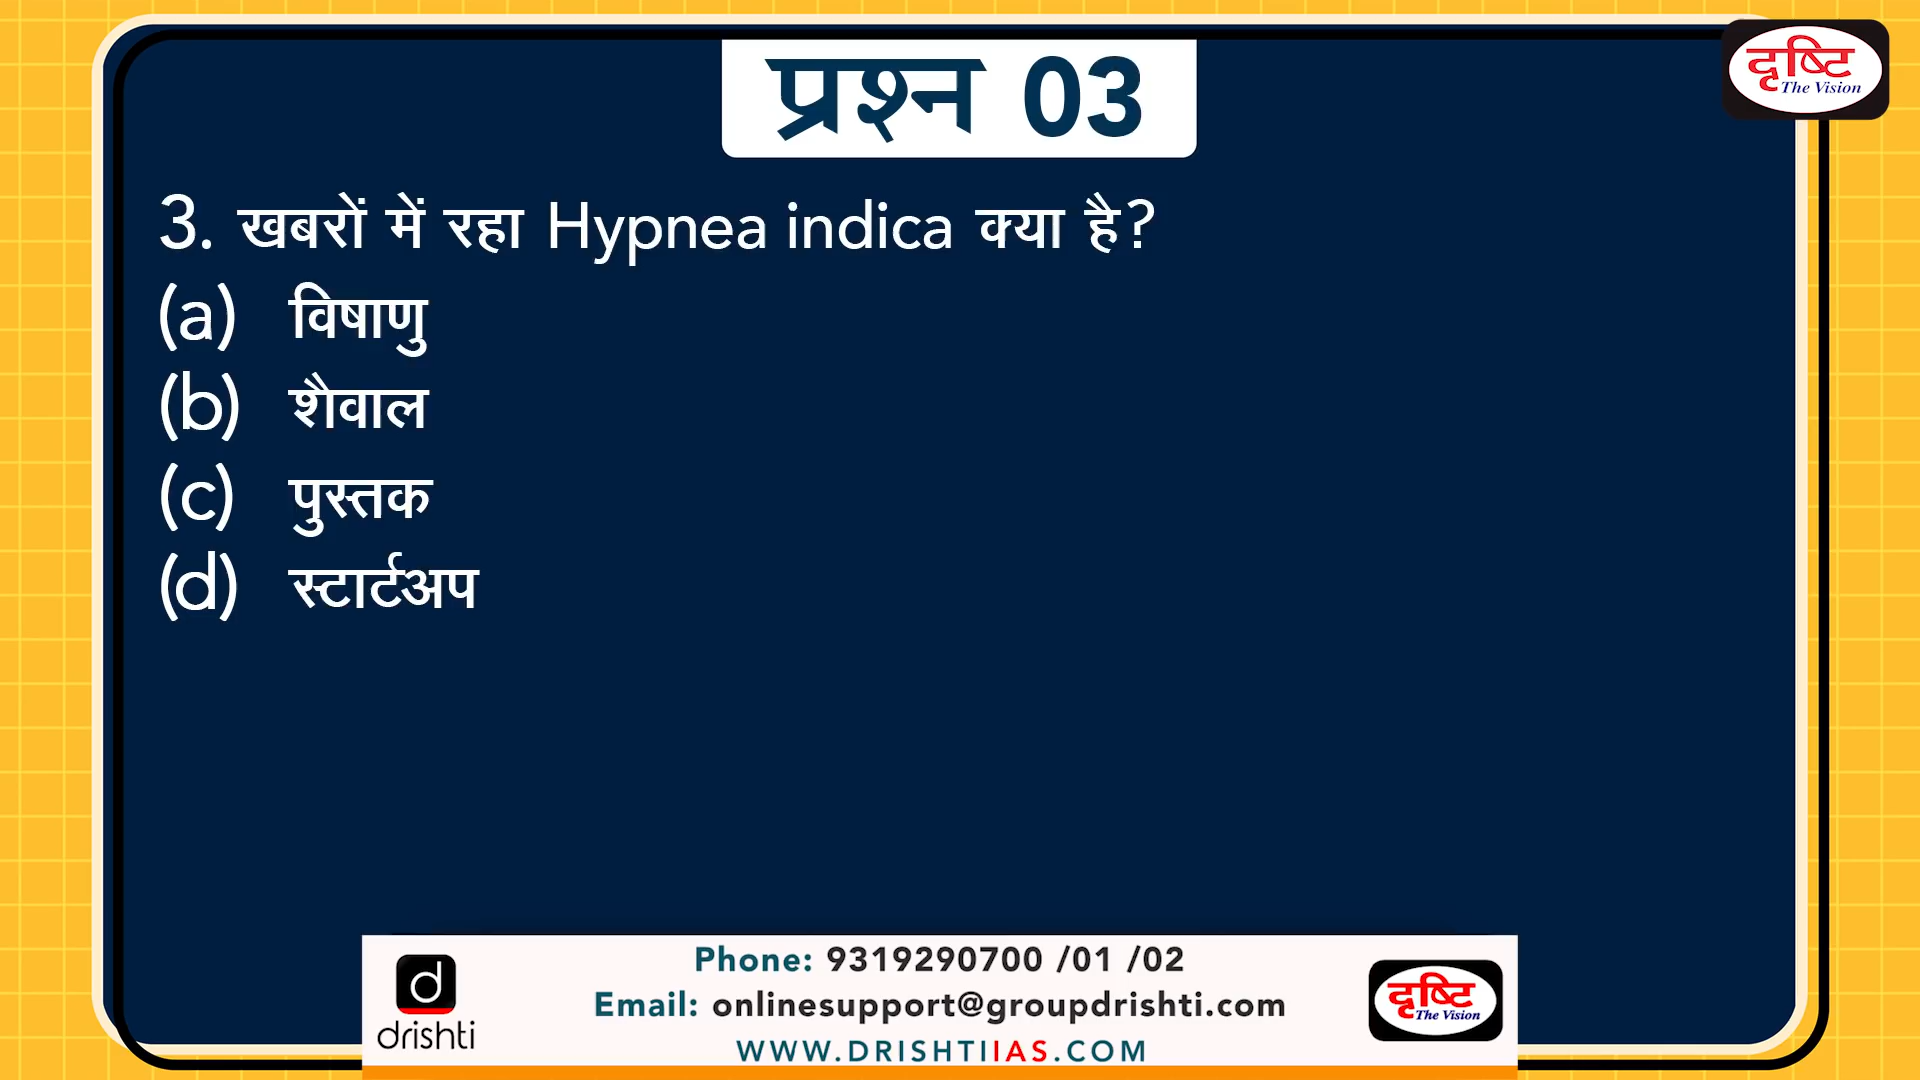 प्रश्न 03
दृष्टि
The Vision
3. खबरों में रहा Hypnea indica क्या है?
(a) विषाणु
(b) शैवाल
(c) पुस्तक
(d) स्टार्टअप
d
drishti
Phone: 9319290700 /01 /02
Email: onlinesupport@groupdrishti.com
WWW.DRISHTIIAS.COM
दृष्टि
The Vision